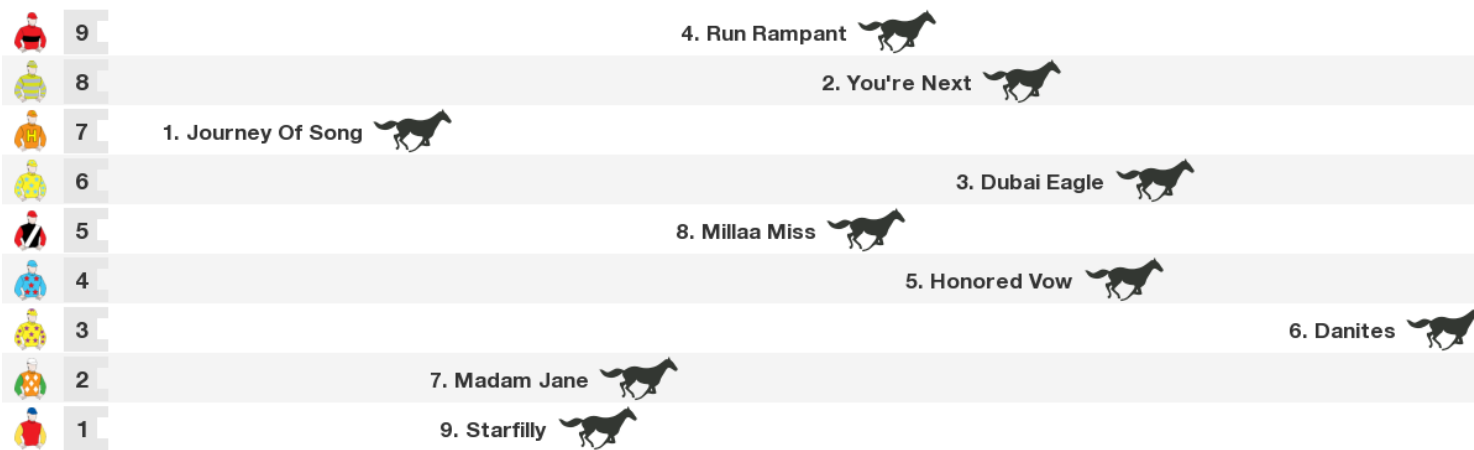 9 4. Run Rampant
8 2. You're Next
7 1. Journey Of Song
6 3. Dubai Eagle
5 8. Millaa Miss
4 5. Honored Vow
3 6. Danites
2 7. Madam Jane
1 9. Starfilly